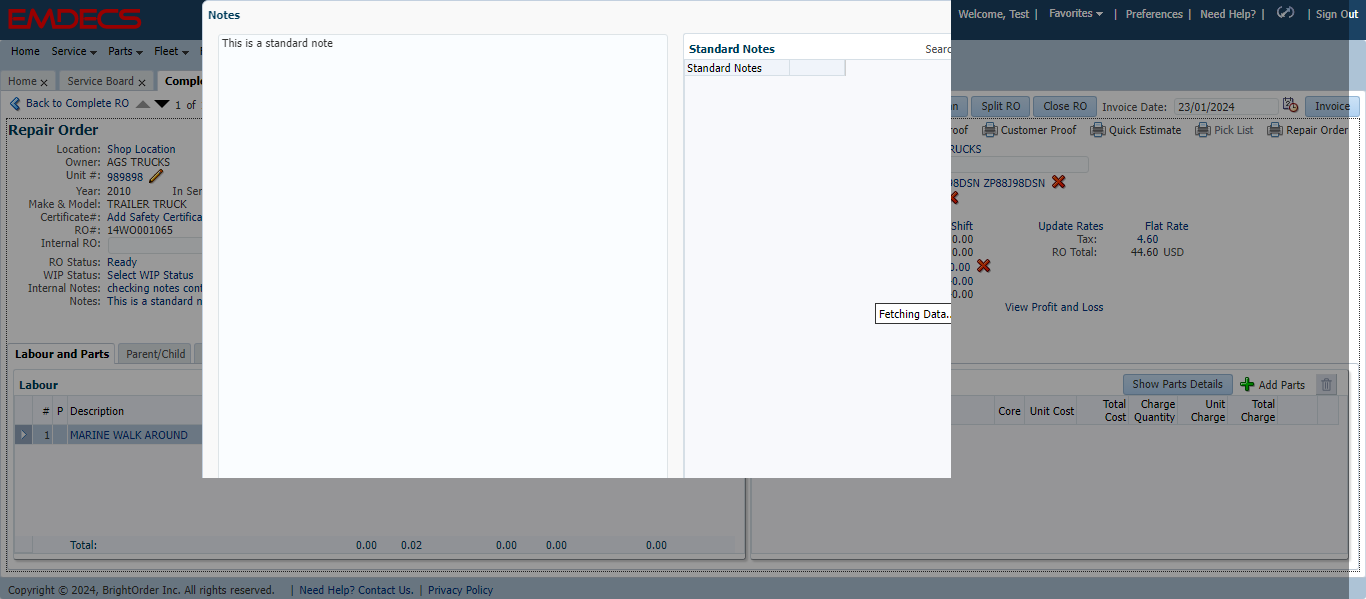 EMDECS
Welcome, Test | Favorites | Preferences | Need Help? | | Sign Out
Home Service Parts Fleet
Home Service Board Comple
Back to Complete RO 1 of
Notes
This is a standard note
Standard Notes Searc
Standard Notes
Fetching Data..
Split RO Close RO Invoice Date: 23/01/2024 Invoice
roof Customer Proof Quick Estimate Pick List Repair Order
Repair Order
Location: Shop Location
Owner: AGS TRUCKS
Unit #: 989898
Year: 2010 In Ser
Make & Model: TRAILER TRUCK
Certificate#: Add Safety Certifica
RO#: 14WO001065
Internal RO:
RO Status: Ready
WIP Status: Select WIP Status
Internal Notes: checking notes cont
Notes: This is a standard n
RUCKS
98DSN ZP88J98DSN
Shift Update Rates Flat Rate
0.00 Tax: 4.60
0.00 RO Total: 44.60 USD
0.00
-0.00
-0.00
View Profit and Loss
Labour and Parts Parent/Child
Labour
# P Description
1 MARINE WALK AROUND
Total: 0.00 0.02 0.00 0.00 0.00
Show Parts Details Add Parts
Core Unit Cost Total Cost Charge Quantity Unit Charge Total Charge
Copyright © 2024, BrightOrder Inc. All rights reserved. | Need Help? Contact Us. | Privacy Policy